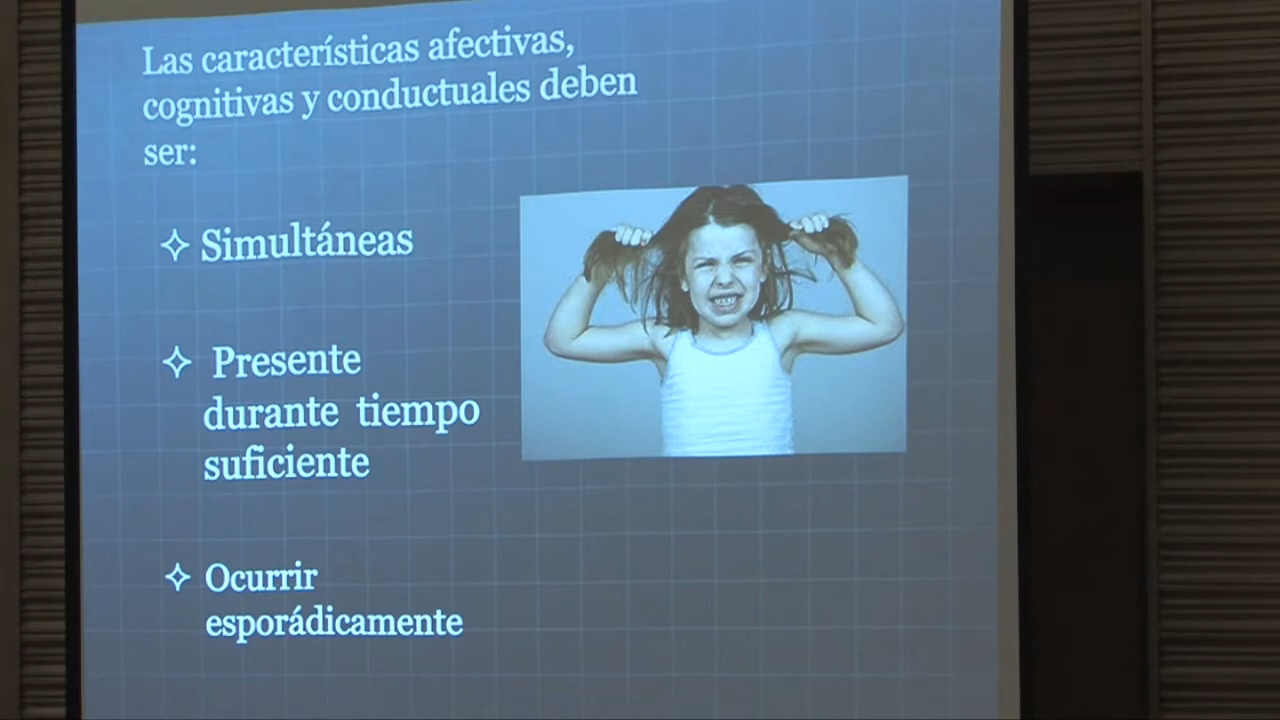 Las características afectivas,
cognitivas y conductuales deben
ser:
✧ Simultáneas
✧ Presente
durante tiempo
suficiente
✧ Ocurrir
esporádicamente